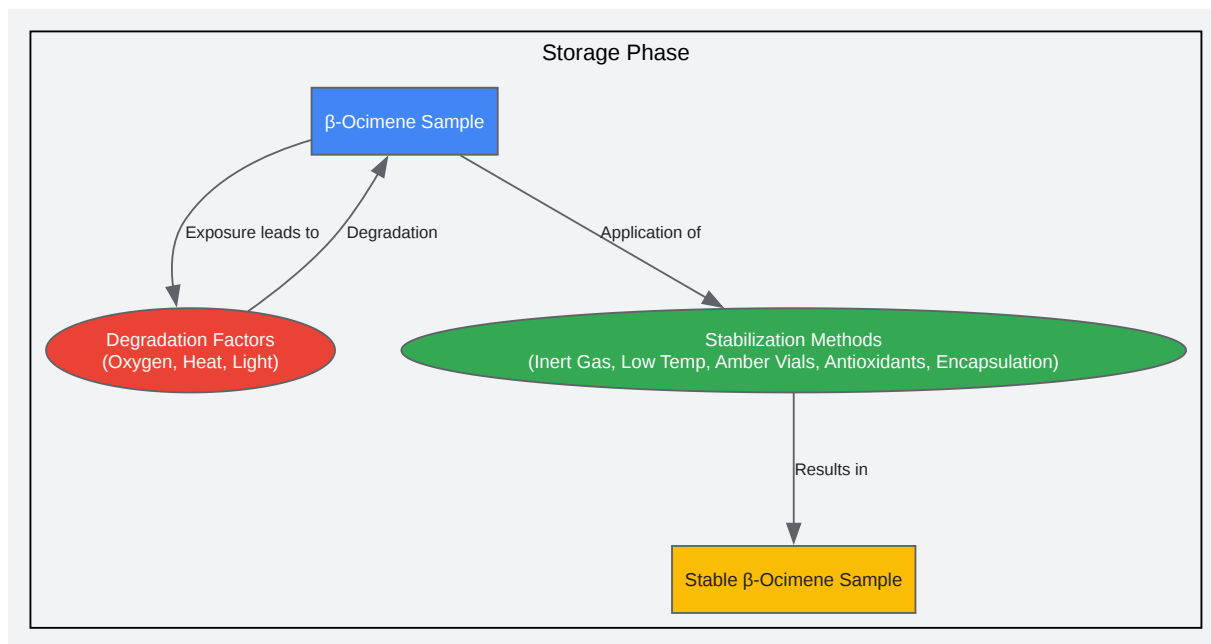 Storage Phase
β-Ocimene Sample
Exposure leads to
Degradation
Application of
Degradation Factors
(Oxygen, Heat, Light)
Stabilization Methods
(Inert Gas, Low Temp, Amber Vials, Antioxidants, Encapsulation)
Results in
Stable β-Ocimene Sample